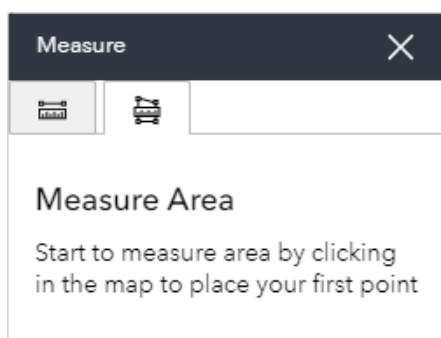 Measure
Measure Area
Start to measure area by clicking
in the map to place your first point